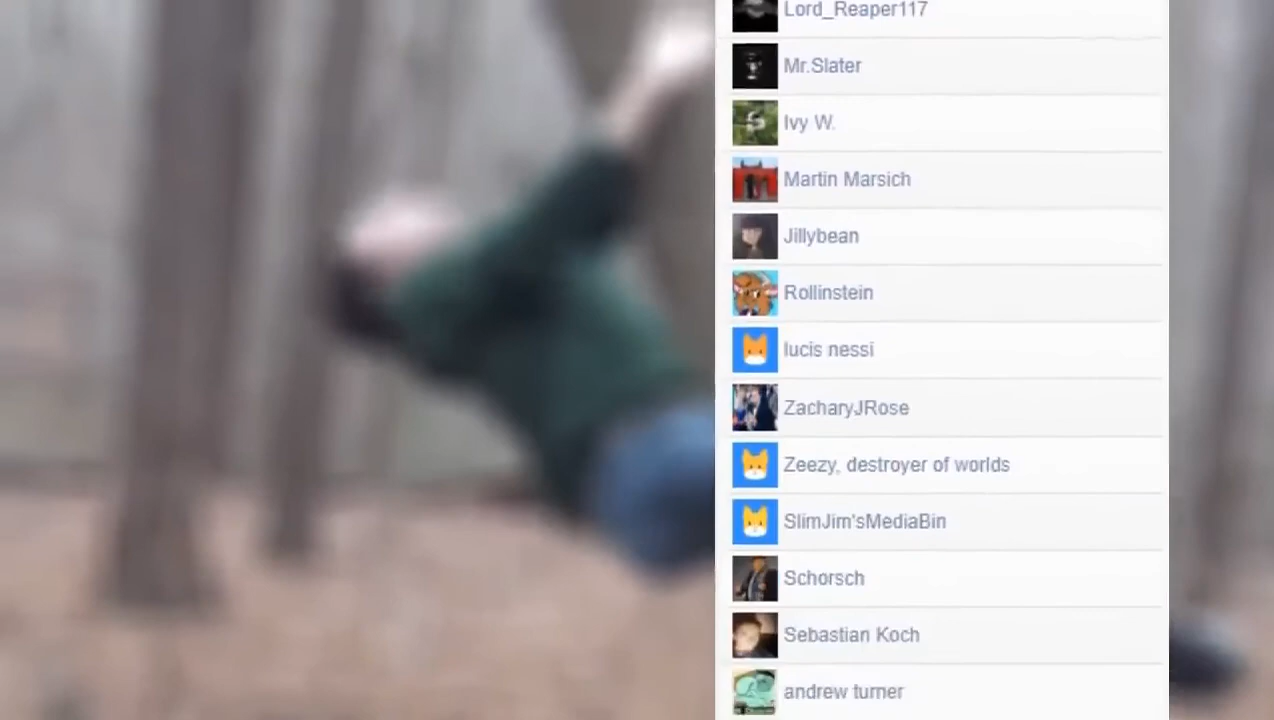 Lord_Reaper117
Mr.Slater
Ivy W.
Martin Marsich
Jillybean
Rollinstein
lucis nessi
ZacharyJRose
Zeezy, destroyer of worlds
SlimJim'sMediaBin
Schorsch
Sebastian Koch
andrew turner